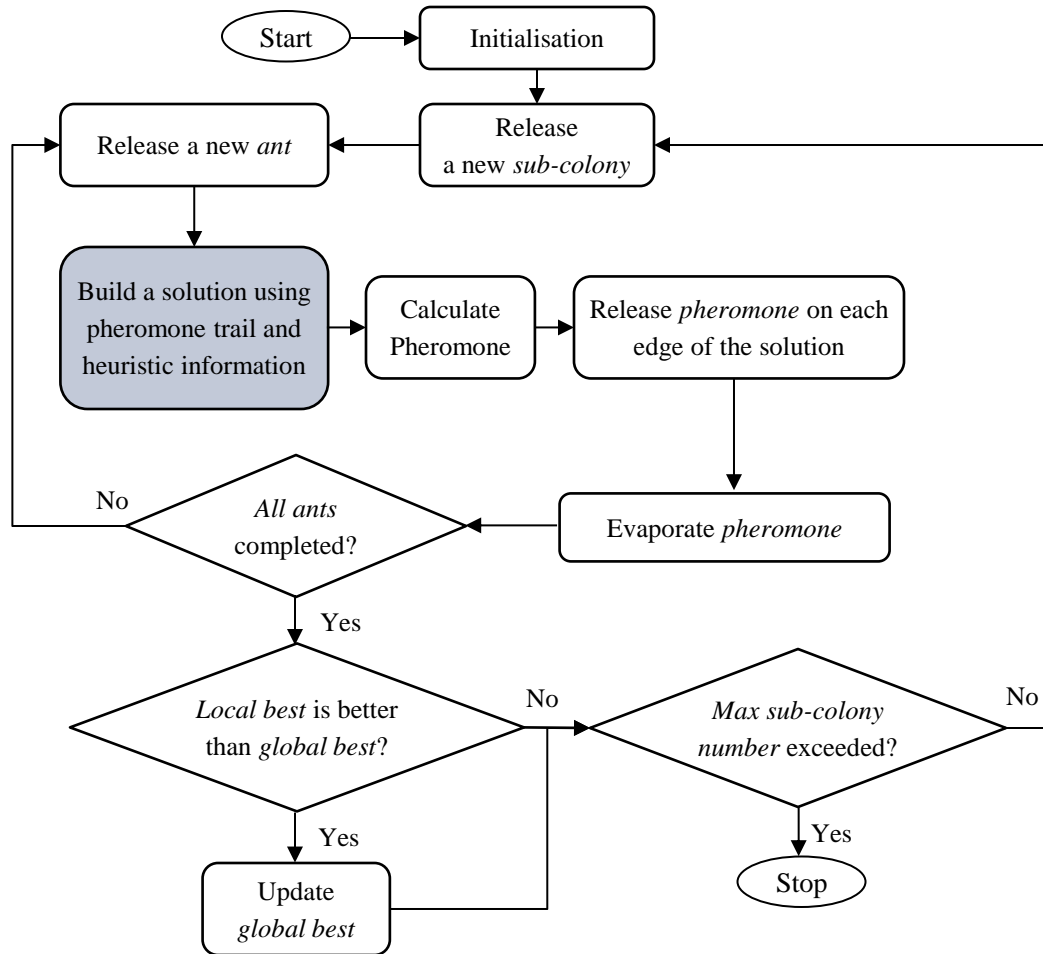 Start
Initialisation
Release a new ant
Release
a new sub-colony
Build a solution using
pheromone trail and
heuristic information
Calculate
Pheromone
Release pheromone on each
edge of the solution
No
All ants
completed?
Evaporate pheromone
Yes
Local best is better
than global best?
No
Max sub-colony
number exceeded?
No
Yes
Yes
Update
global best
Stop